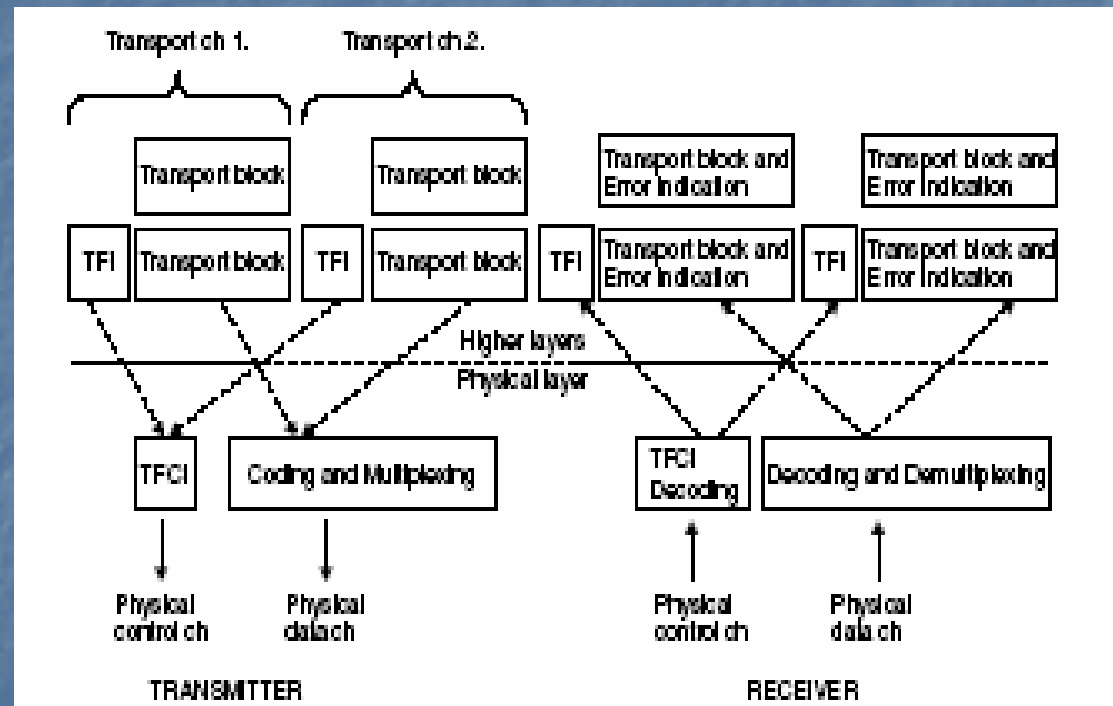 Transport ch 1.
Transport ch.2.
Transport block
Transport block
Transport block and
Error Indication
Transport block and
Error Indication
TFI
Transport block
TFI
Transport block
TFI
Transport block and
Error Indication
TFI
Transport block and
Error Indication
Higher layers
Physical layer
TFCI
Coding and Multiplexing
TFCI
Decoding
Decoding and Demultiplexing
Physical
control ch
Physical
data ch
Physical
control ch
Physical
data ch
TRANSMITTER
RECEIVER